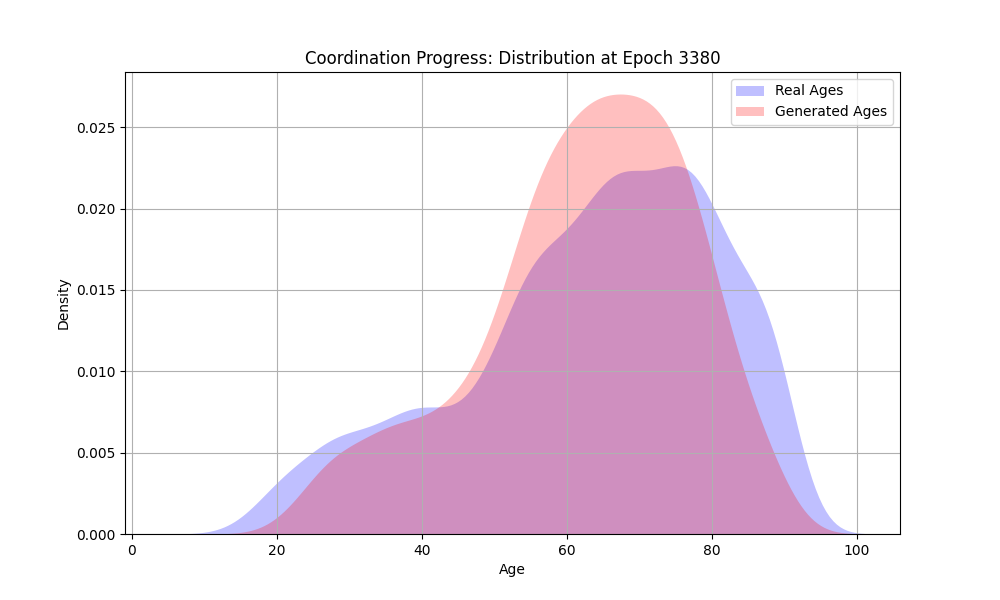 Coordination Progress: Distribution at Epoch 3380
Real Ages
Generated Ages
0.025
0.020
0.015
0.010
0.005
0.000
Density
0 20 40 60 80 100
Age